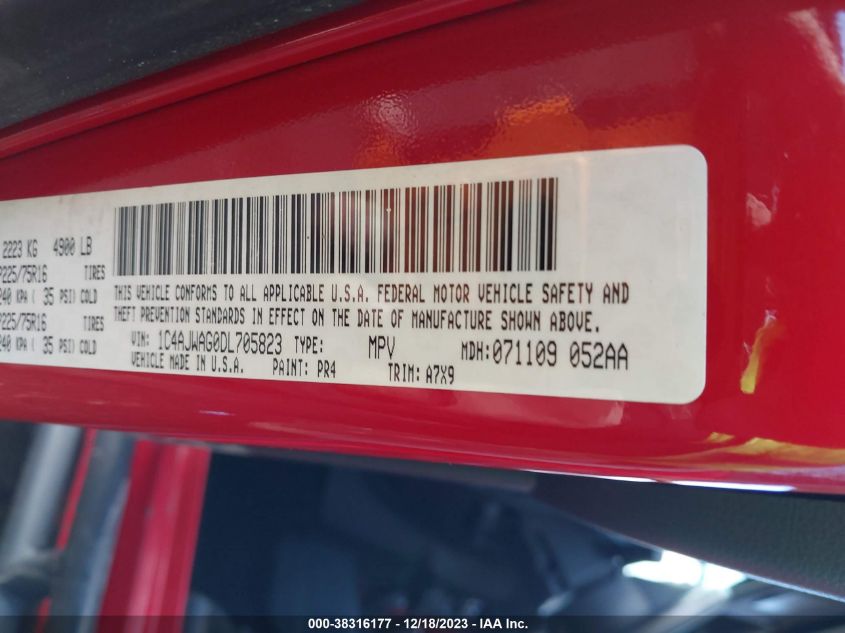 2223 KG 4900 LB
P225/75R16 TIRES
240 KPA ( 35 PSI) COLD
P225/75R16 TIRES
240 KPA ( 35 PSI) COLD
THIS VEHICLE CONFORMS TO ALL APPLICABLE U.S.A. FEDERAL MOTOR VEHICLE SAFETY AND
THEFT PREVENTION STANDARDS IN EFFECT ON THE DATE OF MANUFACTURE SHOWN ABOVE.
VIN: 1C4AJWAG0DL705823 TYPE: MPV MDH:071109 052AA
VEHICLE MADE IN U.S.A. PAINT: PR4 TRIM: A7X9
000-38316177 - 12/18/2023 - IAA Inc.